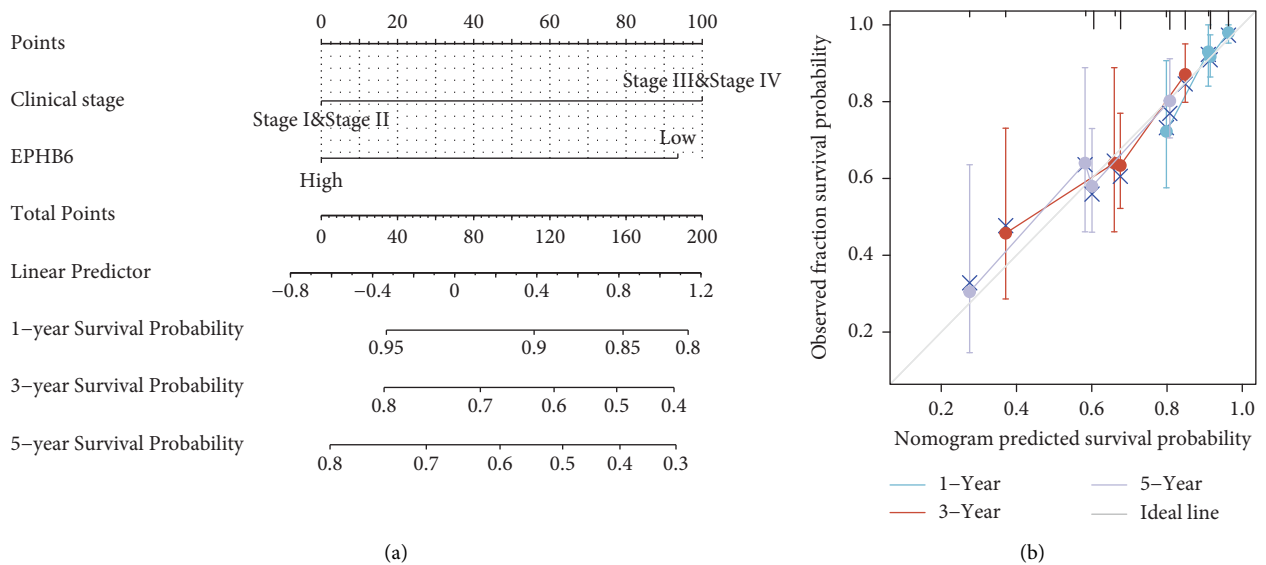 Points
0 20 40 60 80 100
Clinical stage
Stage III&Stage IV
Stage I&Stage II
EPHB6
Low
High
Total Points
0 40 80 120 160 200
Linear Predictor
−0.8 −0.4 0 0.4 0.8 1.2
1−year Survival Probability
0.95 0.9 0.85 0.8
3−year Survival Probability
0.8 0.7 0.6 0.5 0.4
5−year Survival Probability
0.8 0.7 0.6 0.5 0.4 0.3
(a)
Observed fraction survival probability
1.0
0.8
0.6
0.4
0.2
0.2 0.4 0.6 0.8 1.0
Nomogram predicted survival probability
1−Year
3−Year
5−Year
Ideal line
(b)